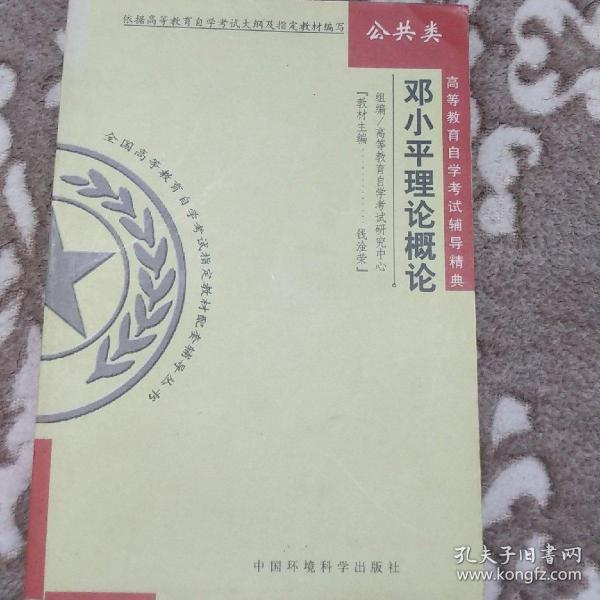 依据高等教育自学考试大纲及指定教材编写
公共类
高等教育自学考试辅导精典
邓小平理论概论
组编/高等教育自学考试研究中心
『教材主编…………钱淦荣』
全国高等教育自学考试指定教材配套辅导丛书
中国环境科学出版社
孔夫子旧书网
www.kongfz.com